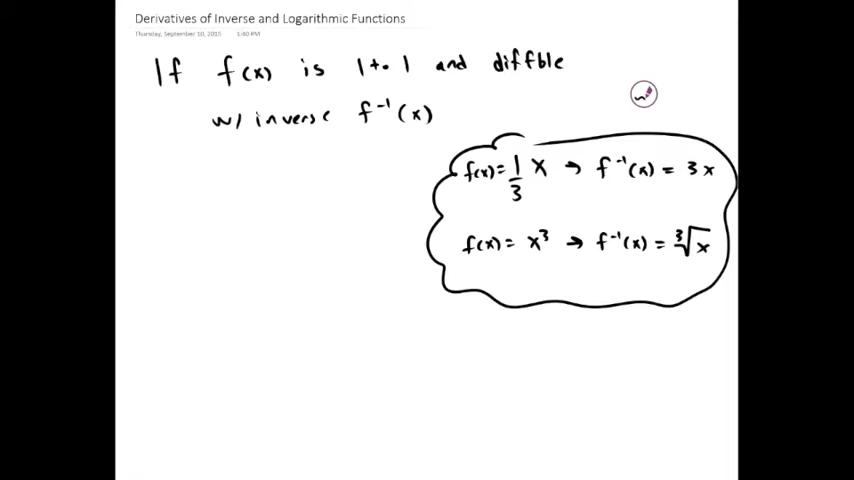 Derivatives of Inverse and Logarithmic Functions
Thursday, September 10, 2015 1:40 PM
If f(x) is 1 to 1 and diffble
w/ inverse f⁻¹(x)
f(x) = 1/3 x → f⁻¹(x) = 3x
f(x) = x³ → f⁻¹(x) = ∛x